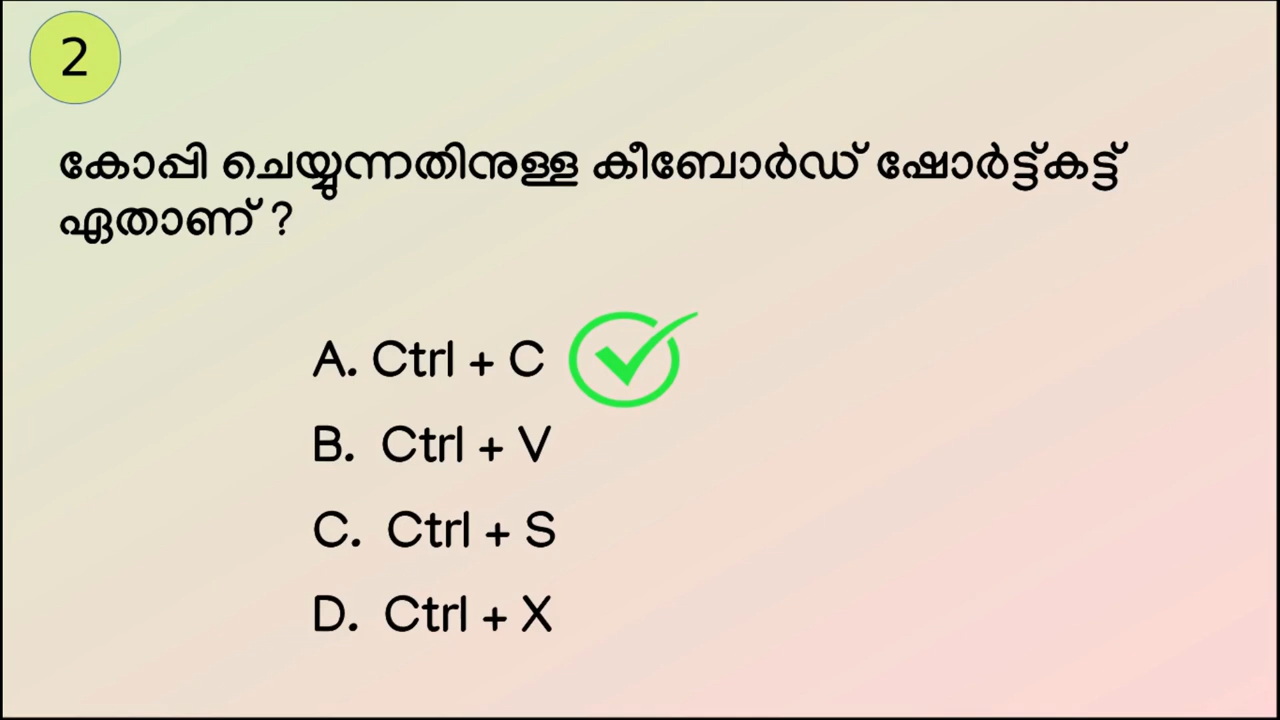 2
കോപ്പി ചെയ്യുന്നതിനുള്ള കീബോർഡ് ഷോർട്ട്കട്ട്
ഏതാണ് ?
A. Ctrl + C
B. Ctrl + V
C. Ctrl + S
D. Ctrl + X